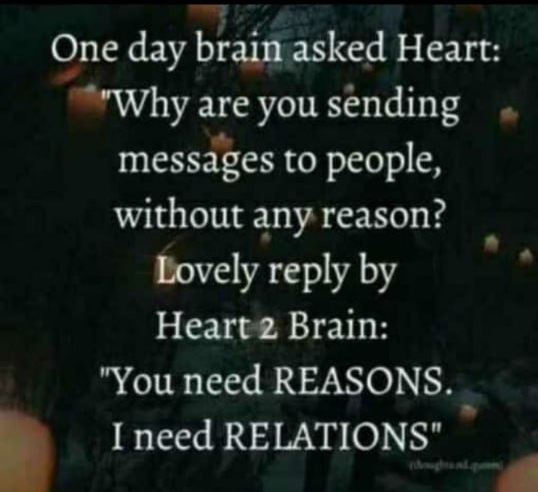 One day brain asked Heart:
"Why are you sending
messages to people,
without any reason?
Lovely reply by
Heart 2 Brain:
"You need REASONS.
I need RELATIONS"